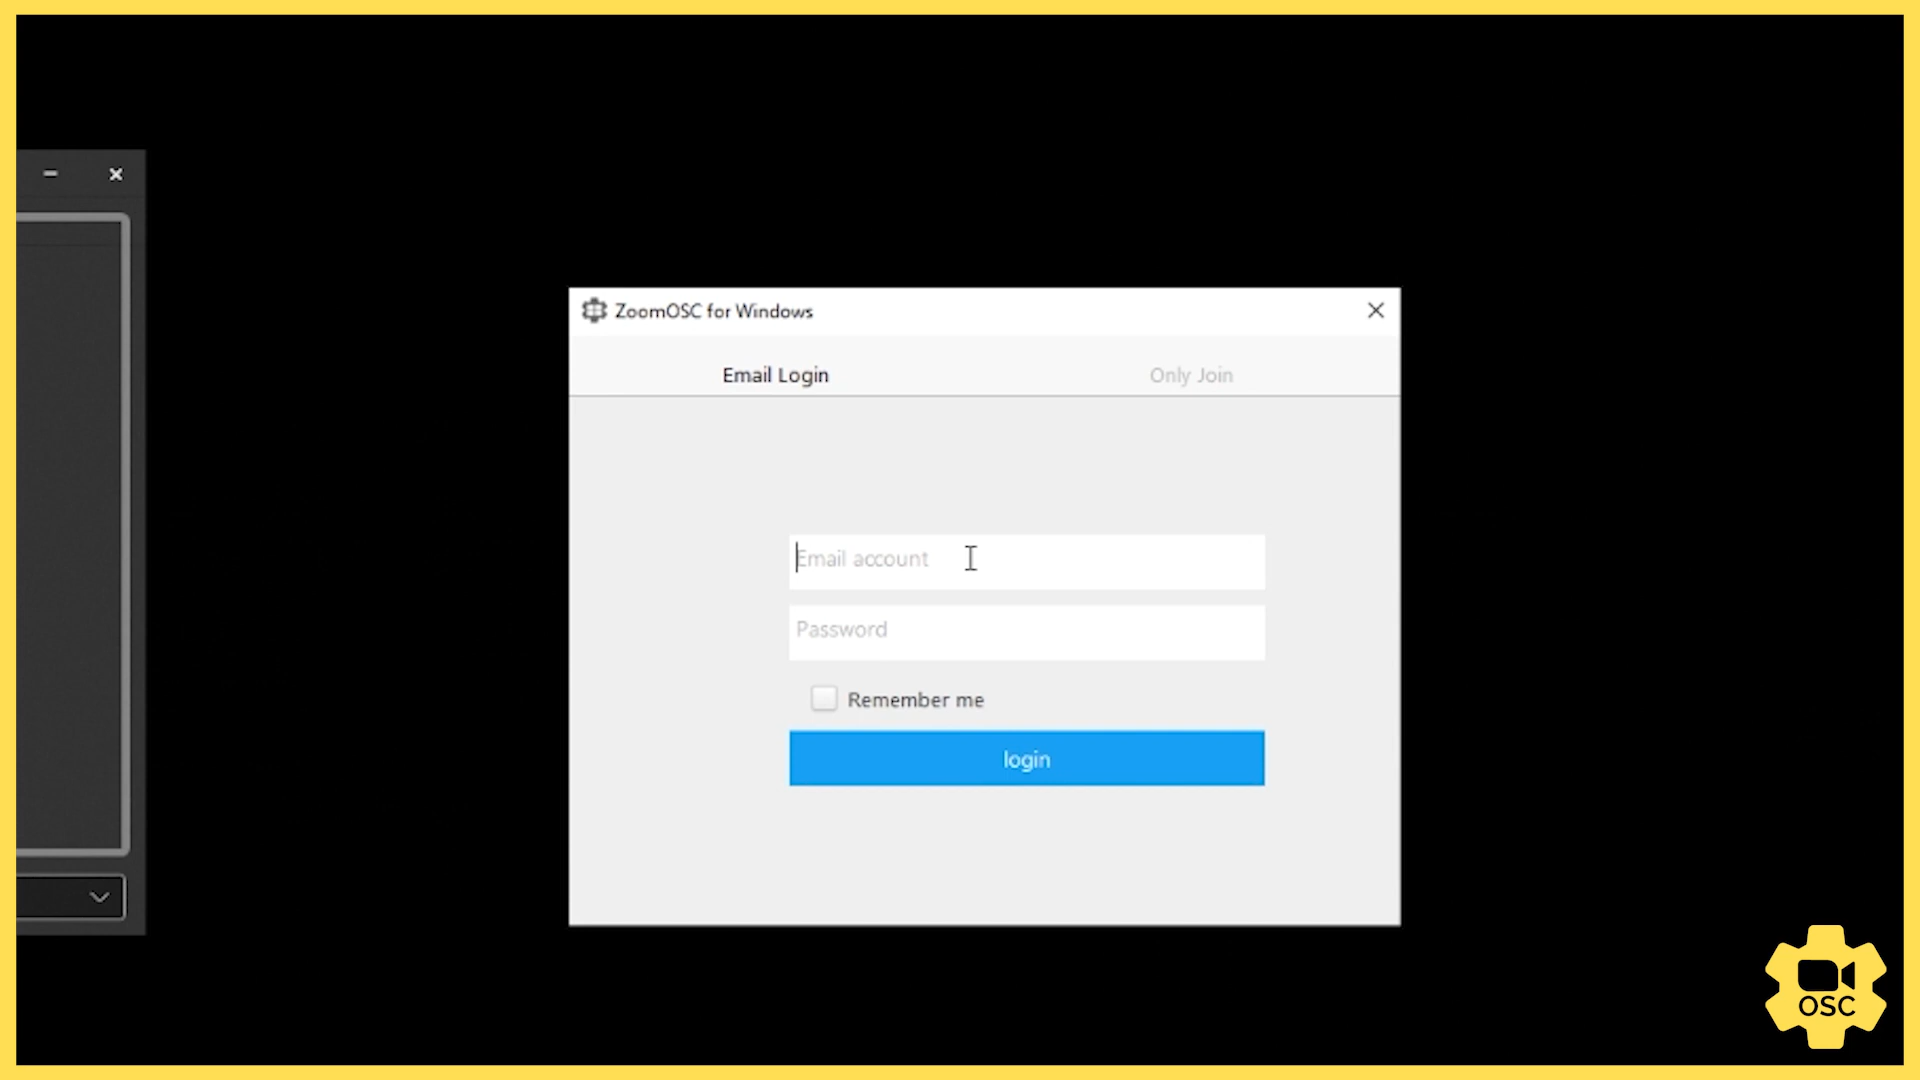 ZoomOSC for Windows
Email Login
Only Join
Email account
Password
Remember me
login
OSC